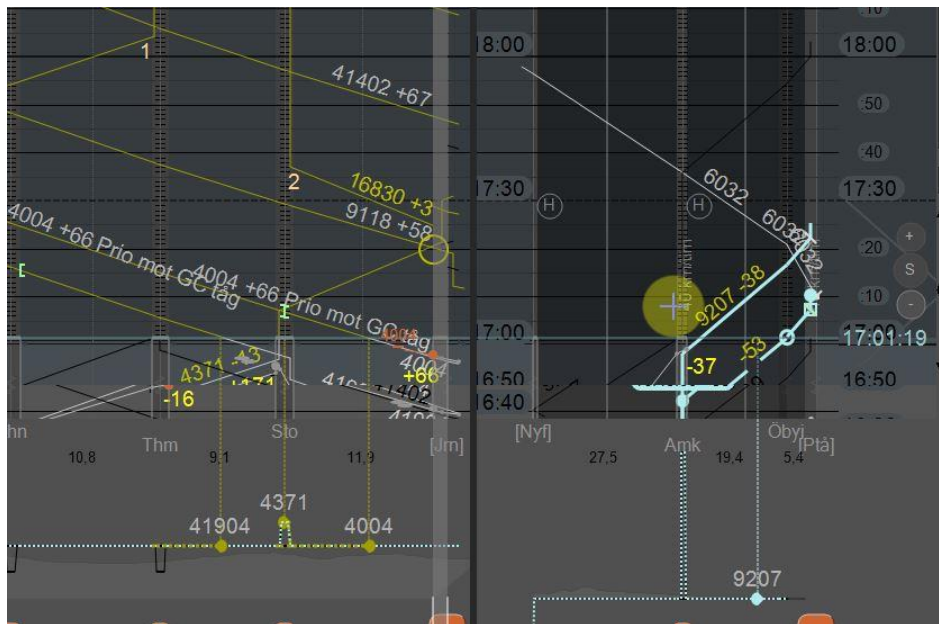 :10
18:00
18:00
1
41402 +67
:50
:40
2
16830 +3
9118 +58
17:30
6032
17:30
H
H
4004 +66 Prio mot GC tåg
4004 +66 Prio mot GC tåg
:20
+
S
-
9207 -38
:10
17:00
17:01:19
4371
-53
-37
+66
-16
16:50
16:50
16:40
hn
Thm
Sto
[Jrn]
[Nyf]
Amk
Öbyj
[Ptå]
10,8
9,1
11,9
27,5
19,4
5,4
4371
41904
4004
9207